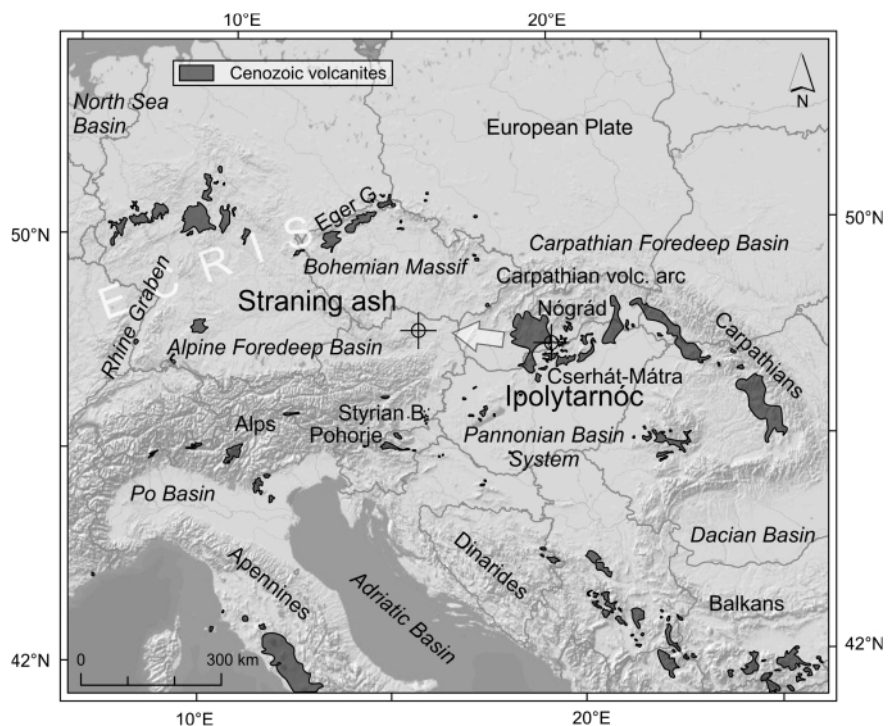 10°E
20°E
Cenozoic volcanites
N
North Sea
Basin
European Plate
50°N
50°N
Eger G.
ECRIS
Carpathian Foredeep Basin
Bohemian Massif
Carpathian volc. arc
Straning ash
Nógrád
Rhine Graben
Alpine Foredeep Basin
Carpathians
Cserhát-Mátra
Ipolytarnóc
Styrian B.
Alps
Pohorje
Pannonian Basin
System
Po Basin
Dacian Basin
Dinarides
Apennines
Adriatic Basin
Balkans
42°N
42°N
0
300 km
10°E
20°E